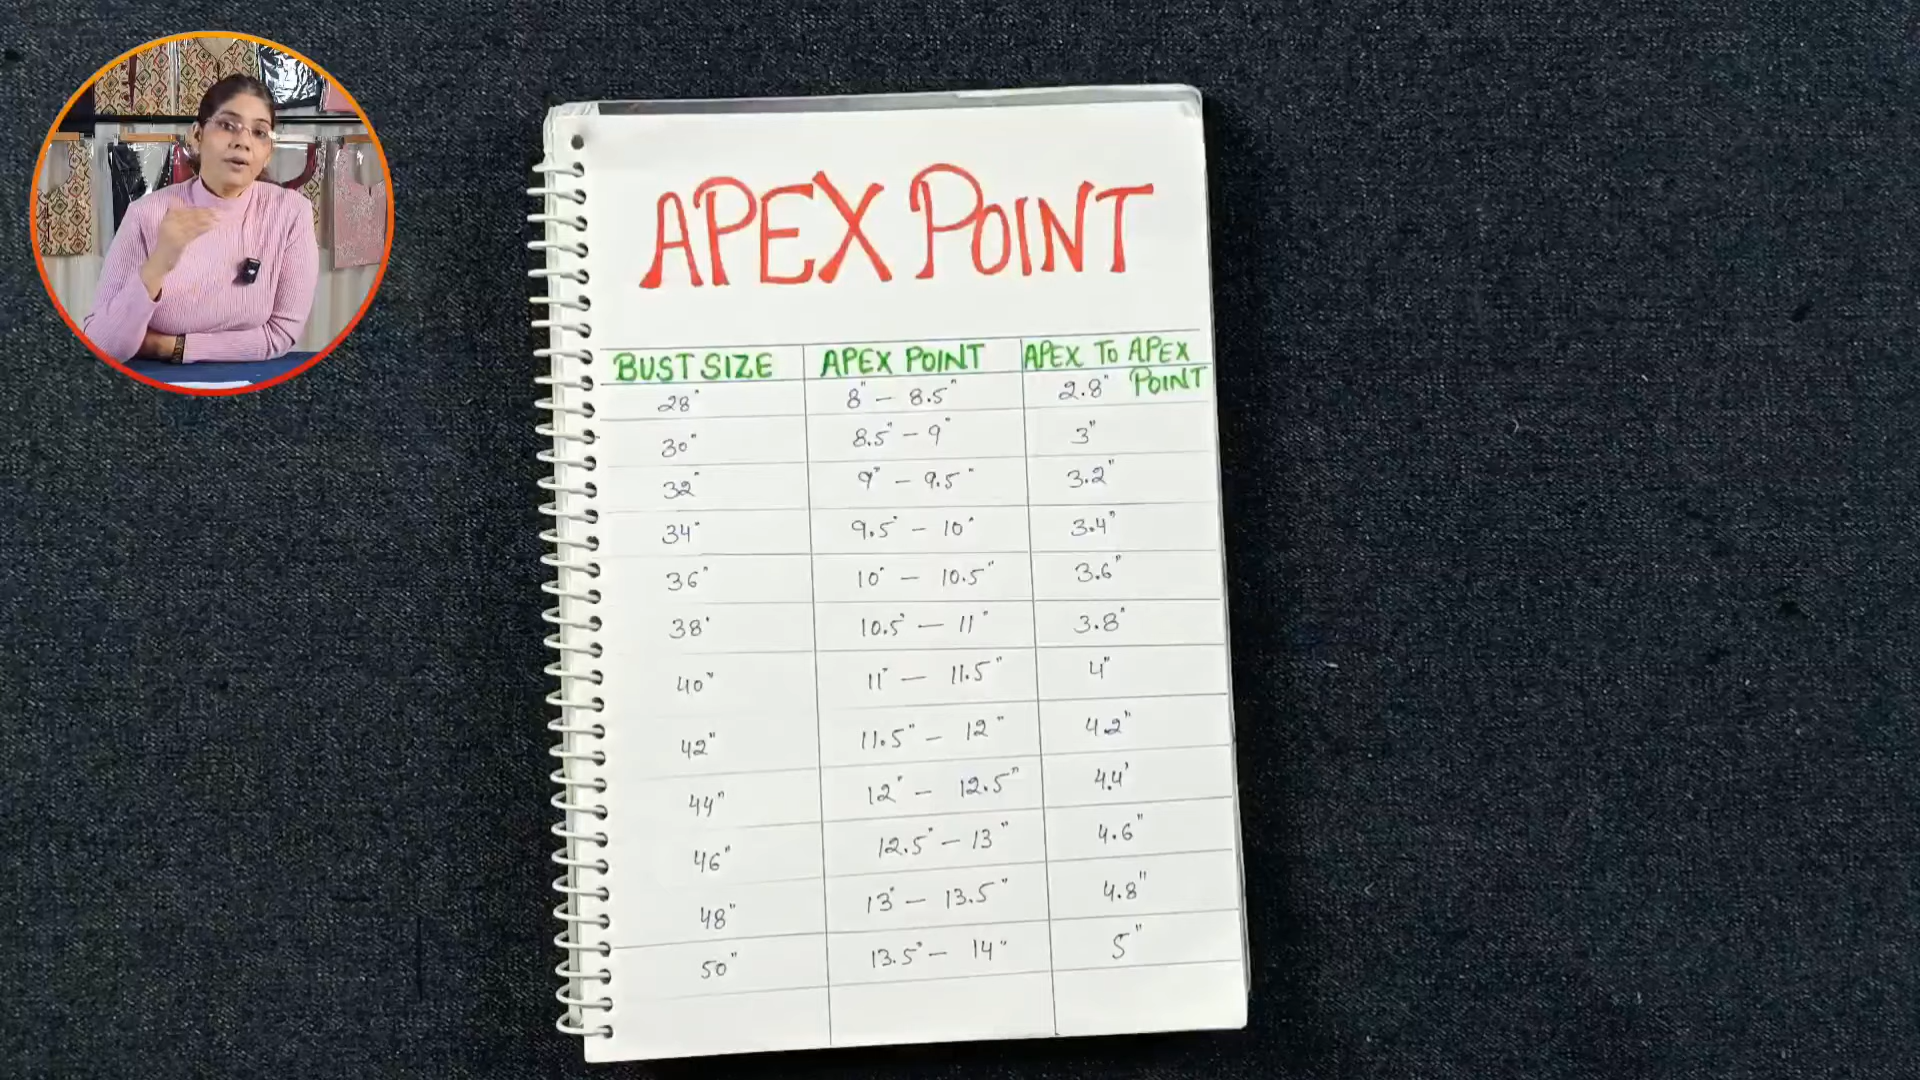 APEX POINT
BUST SIZE APEX POINT APEX TO APEX POINT
28" 8" — 8.5" 2.8"
30" 8.5" — 9" 3"
32" 9" — 9.5" 3.2"
34" 9.5" — 10" 3.4"
36" 10" — 10.5" 3.6"
38" 10.5" — 11" 3.8"
40" 11" — 11.5" 4"
42" 11.5" — 12" 4.2"
44" 12" — 12.5" 4.4"
46" 12.5" — 13" 4.6"
48" 13" — 13.5" 4.8"
50" 13.5" — 14" 5"